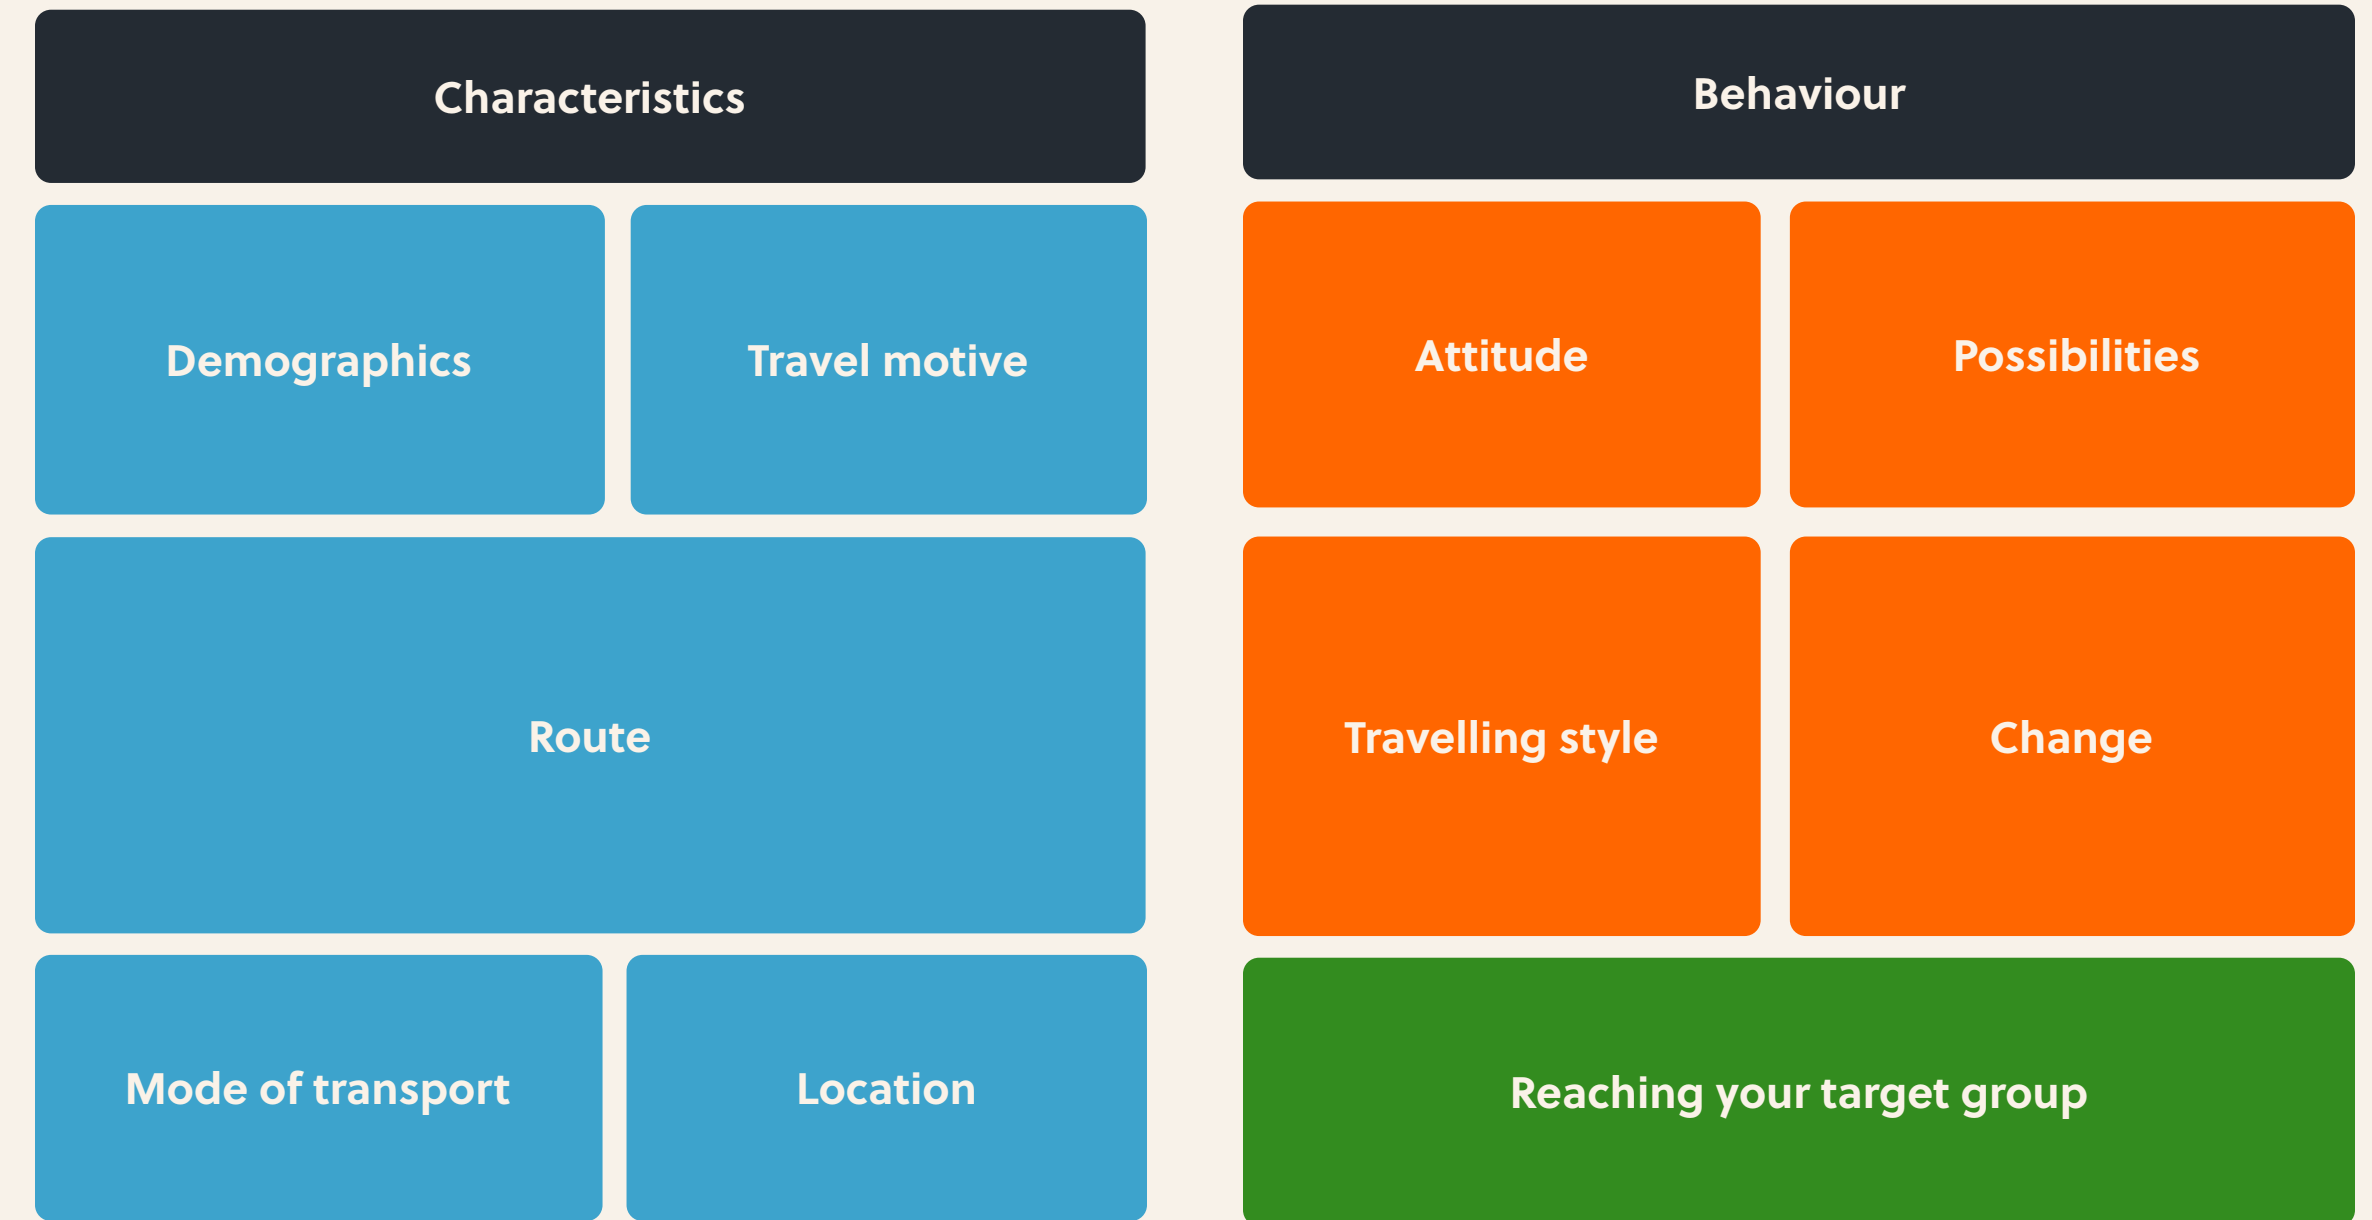 Characteristics
Demographics
Travel motive
Route
Mode of transport
Location
Behaviour
Attitude
Possibilities
Travelling style
Change
Reaching your target group